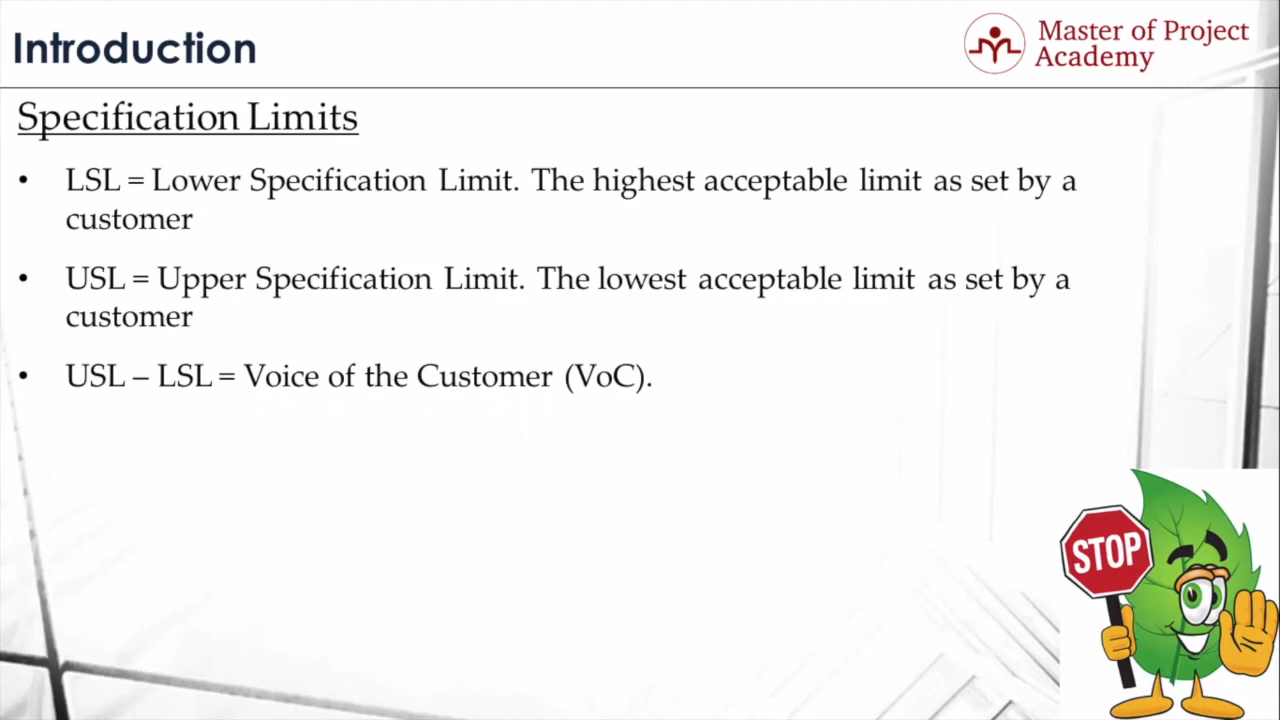 Introduction
Master of Project
Academy
Specification Limits
• LSL = Lower Specification Limit. The highest acceptable limit as set by a
customer
• USL = Upper Specification Limit. The lowest acceptable limit as set by a
customer
• USL – LSL = Voice of the Customer (VoC).
STOP